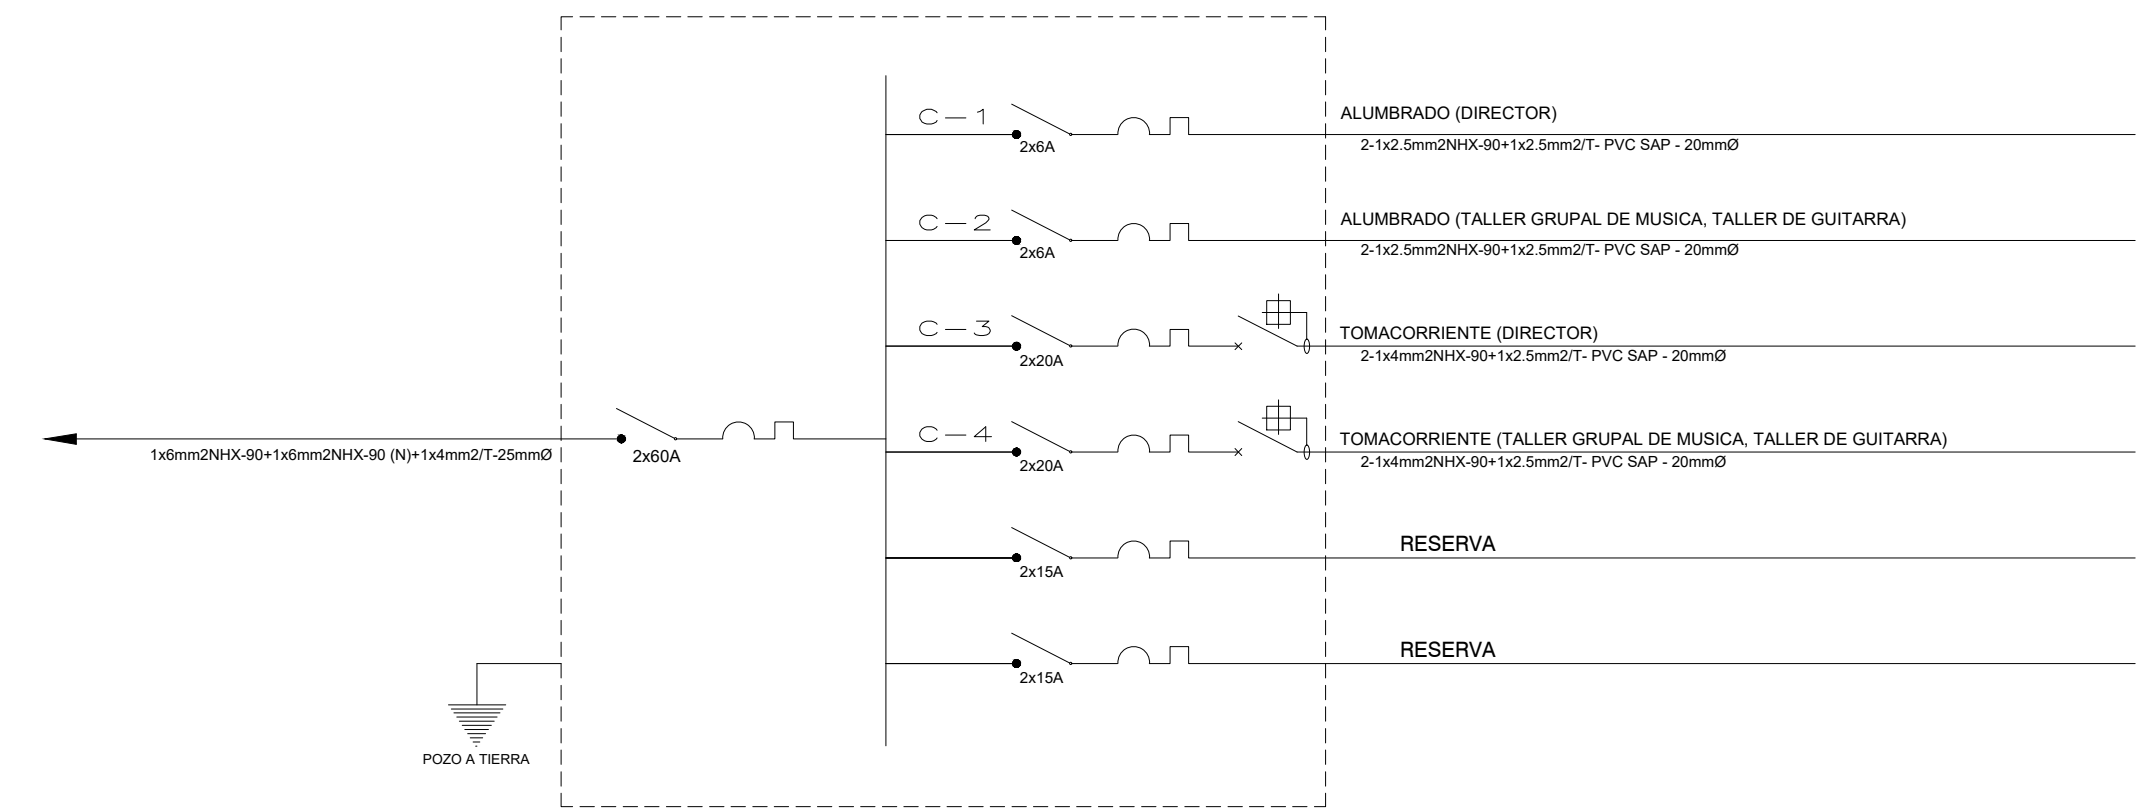 C-1
2x6A
ALUMBRADO (DIRECTOR)
2-1x2.5mm2NHX-90+1x2.5mm2/T- PVC SAP - 20mmØ
C-2
2x6A
ALUMBRADO (TALLER GRUPAL DE MUSICA, TALLER DE GUITARRA)
2-1x2.5mm2NHX-90+1x2.5mm2/T- PVC SAP - 20mmØ
C-3
2x20A
TOMACORRIENTE (DIRECTOR)
2-1x4mm2NHX-90+1x2.5mm2/T- PVC SAP - 20mmØ
1x6mm2NHX-90+1x6mm2NHX-90 (N)+1x4mm2/T-25mmØ
2x60A
C-4
2x20A
TOMACORRIENTE (TALLER GRUPAL DE MUSICA, TALLER DE GUITARRA)
2-1x4mm2NHX-90+1x2.5mm2/T- PVC SAP - 20mmØ
2x15A
RESERVA
2x15A
RESERVA
POZO A TIERRA